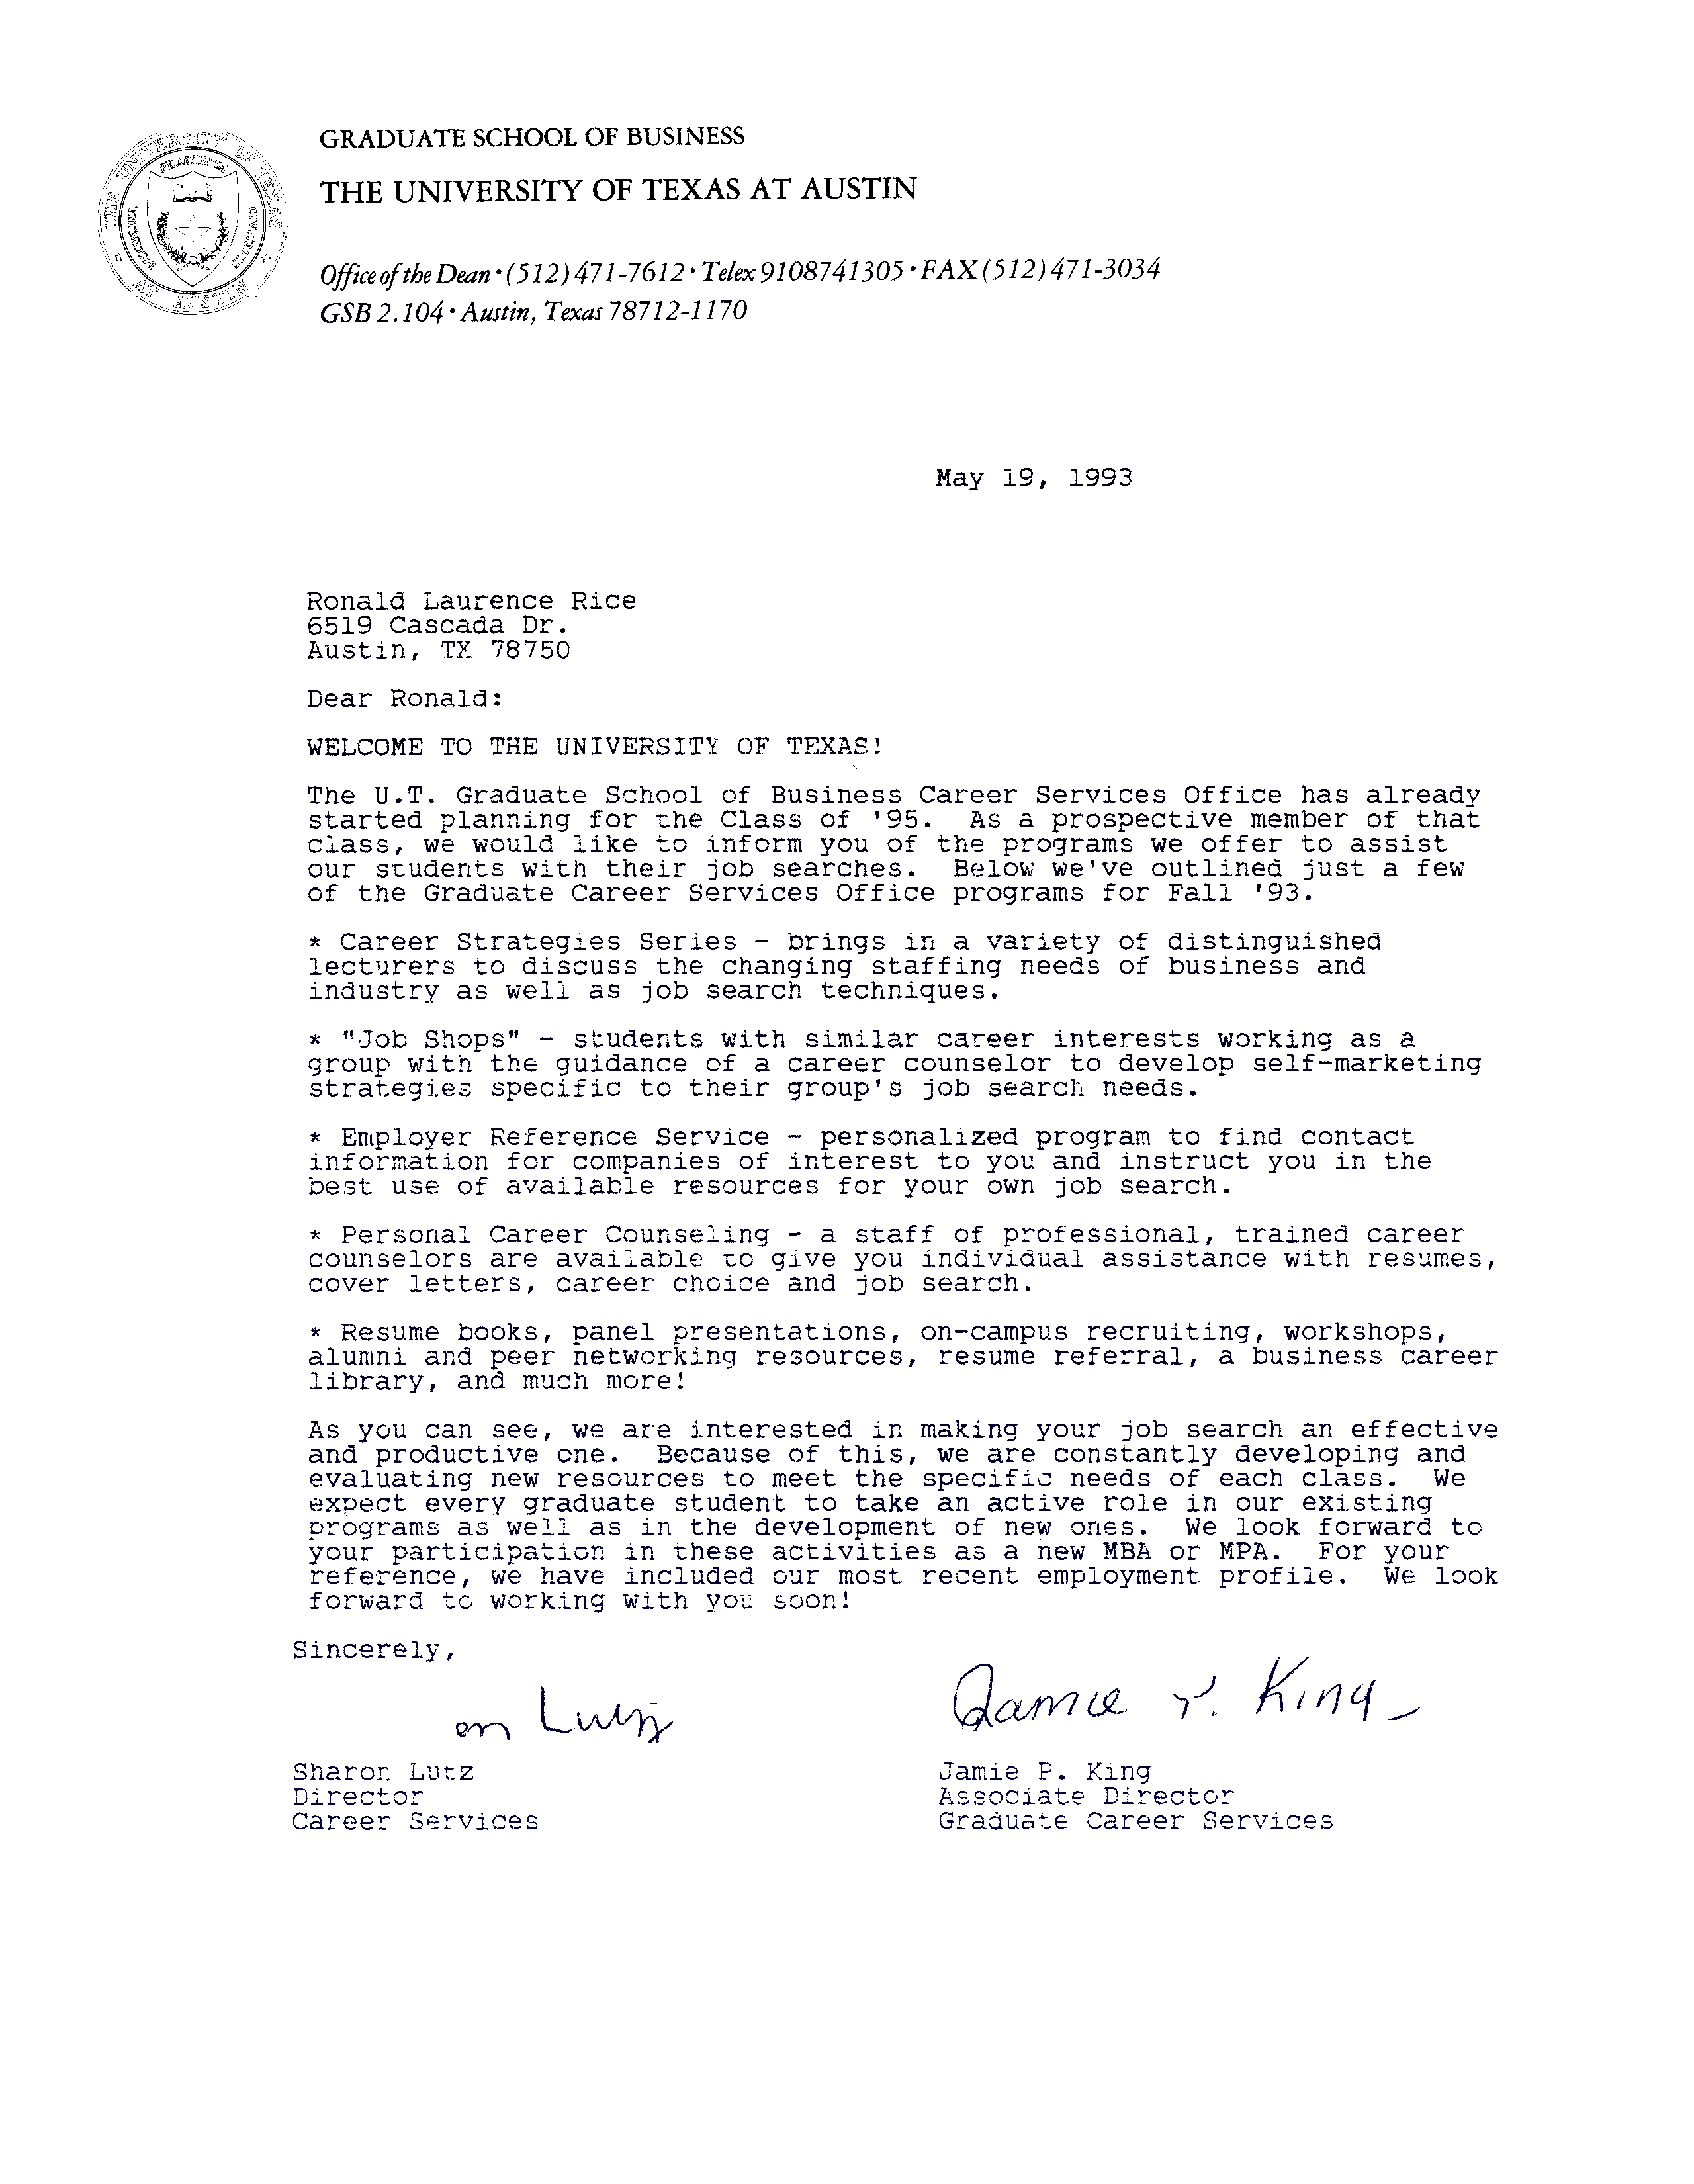 THE UNIVERSITY OF TEXAS
AT AUSTIN
GRADUATE SCHOOL OF BUSINESS
THE UNIVERSITY OF TEXAS AT AUSTIN
Office of the Dean • (512) 471-7612 • Telex 9108741305 • FAX (512) 471-3034
GSB 2.104 • Austin, Texas 78712-1170
May 19, 1993
Ronald Laurence Rice
6519 Cascada Dr.
Austin, TX 78750
Dear Ronald:
WELCOME TO THE UNIVERSITY OF TEXAS!
The U.T. Graduate School of Business Career Services Office has already
started planning for the Class of '95.  As a prospective member of that
class, we would like to inform you of the programs we offer to assist
our students with their job searches.  Below we've outlined just a few
of the Graduate Career Services Office programs for Fall '93.
* Career Strategies Series - brings in a variety of distinguished
lecturers to discuss the changing staffing needs of business and
industry as well as job search techniques.
* "Job Shops" - students with similar career interests working as a
group with the guidance of a career counselor to develop self-marketing
strategies specific to their group's job search needs.
* Employer Reference Service - personalized program to find contact
information for companies of interest to you and instruct you in the
best use of available resources for your own job search.
* Personal Career Counseling - a staff of professional, trained career
counselors are available to give you individual assistance with resumes,
cover letters, career choice and job search.
* Resume books, panel presentations, on-campus recruiting, workshops,
alumni and peer networking resources, resume referral, a business career
library, and much more!
As you can see, we are interested in making your job search an effective
and productive one.  Because of this, we are constantly developing and
evaluating new resources to meet the specific needs of each class.  We
expect every graduate student to take an active role in our existing
programs as well as in the development of new ones.  We look forward to
your participation in these activities as a new MBA or MPA.  For your
reference, we have included our most recent employment profile.  We look
forward to working with you soon!
Sincerely,
on Lutz
Jamie P. King
Sharon Lutz
Director
Career Services
Jamie P. King
Associate Director
Graduate Career Services